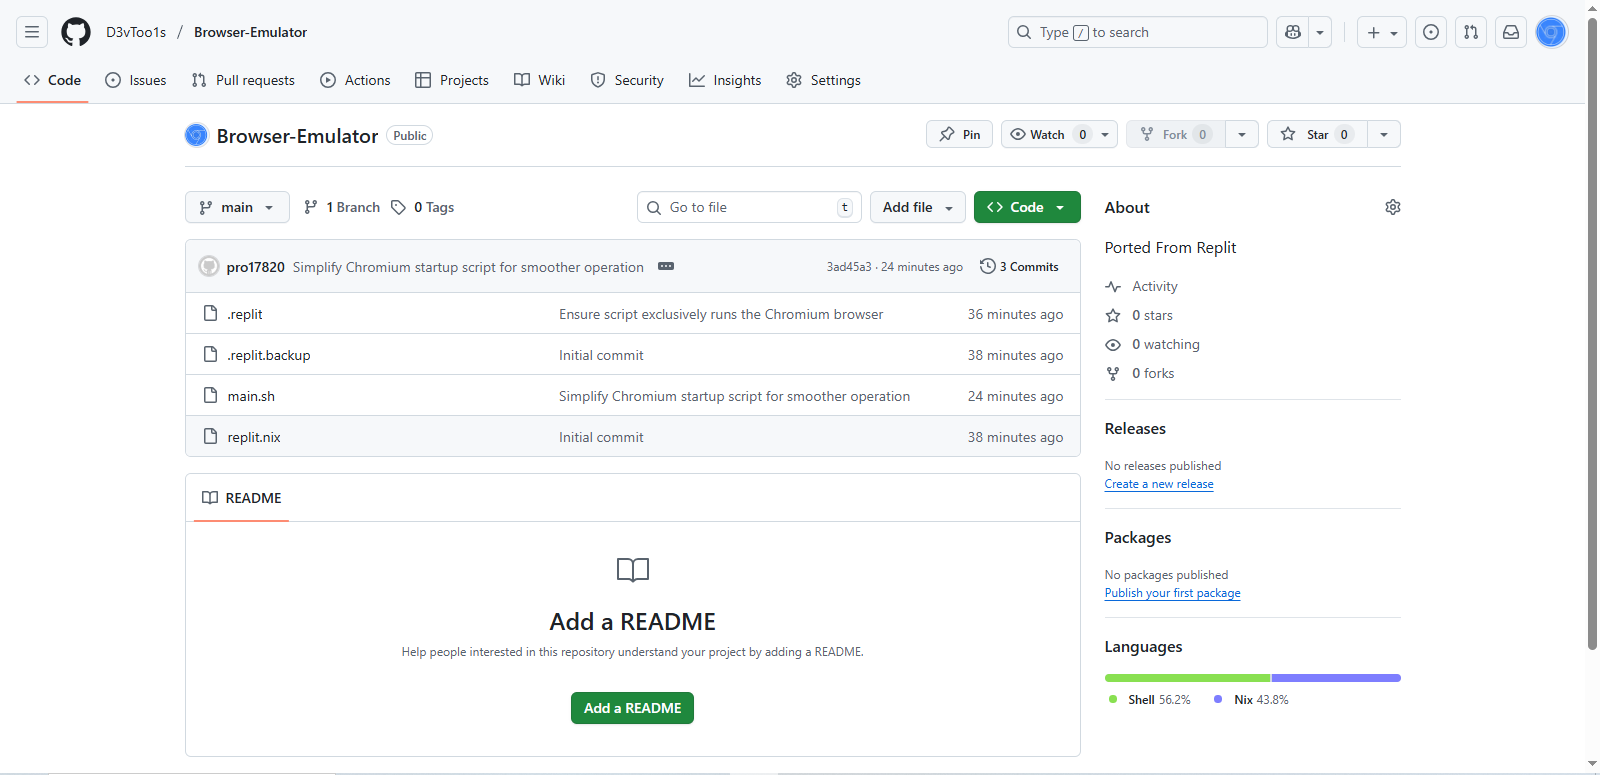 D3vToo1s / Browser-Emulator
Type / to search
Code Issues Pull requests Actions Projects Wiki Security Insights Settings
Browser-Emulator Public
Pin Watch 0 Fork 0 Star 0
main 1 Branch 0 Tags
Go to file t Add file Code
pro17820 Simplify Chromium startup script for smoother operation 3ad45a3 · 24 minutes ago 3 Commits
.replit Ensure script exclusively runs the Chromium browser 36 minutes ago
.replit.backup Initial commit 38 minutes ago
main.sh Simplify Chromium startup script for smoother operation 24 minutes ago
replit.nix Initial commit 38 minutes ago
README
Add a README
Help people interested in this repository understand your project by adding a README.
Add a README
About
Ported From Replit
Activity
0 stars
0 watching
0 forks
Releases
No releases published
Create a new release
Packages
No packages published
Publish your first package
Languages
Shell 56.2% Nix 43.8%